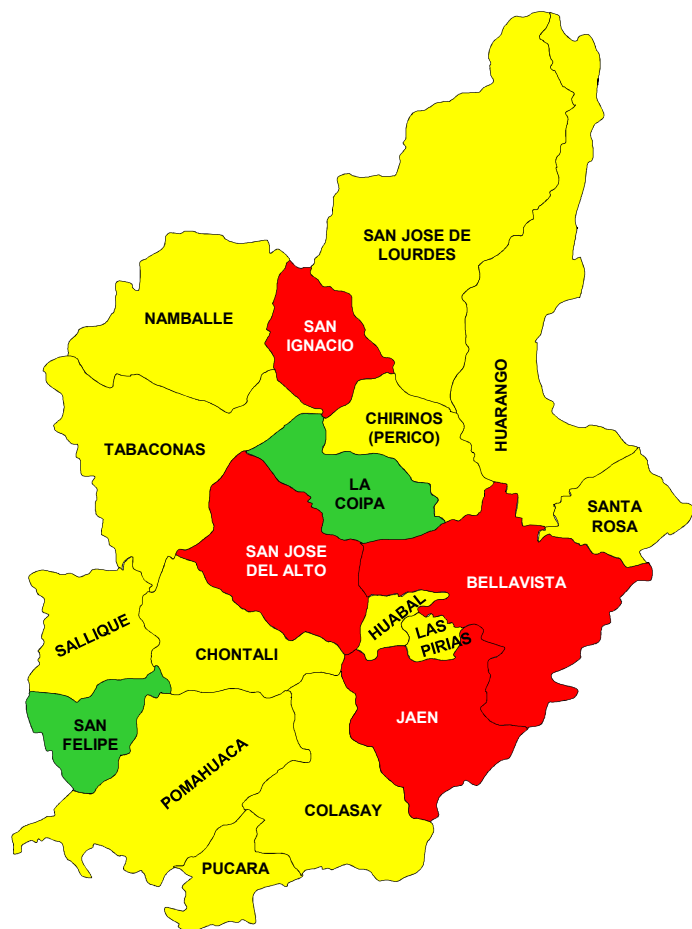 SAN JOSE DE
LOURDES
NAMBALLE
SAN
IGNACIO
HUARANGO
CHIRINOS
(PERICO)
TABACONAS
LA
COIPA
SANTA
ROSA
SAN JOSE
DEL ALTO
BELLAVISTA
HUABAL
LAS
PIRIAS
SALLIQUE
CHONTALI
JAEN
SAN
FELIPE
POMAHUACA
COLASAY
PUCARA